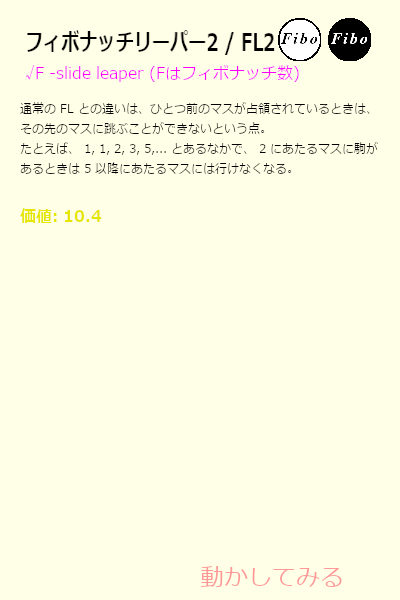 フィボナッチリーパー2 / FL2 Fibo Fibo
√F -slide leaper (Fはフィボナッチ数)
通常の FL との違いは、ひとつ前のマスが占領されているときは、
その先のマスに跳ぶことができないという点。
たとえば、 1, 1, 2, 3, 5,... とあるなかで、 2 にあたるマスに駒が
あるときは 5 以降にあたるマスには行けなくなる。
価値: 10.4
動かしてみる